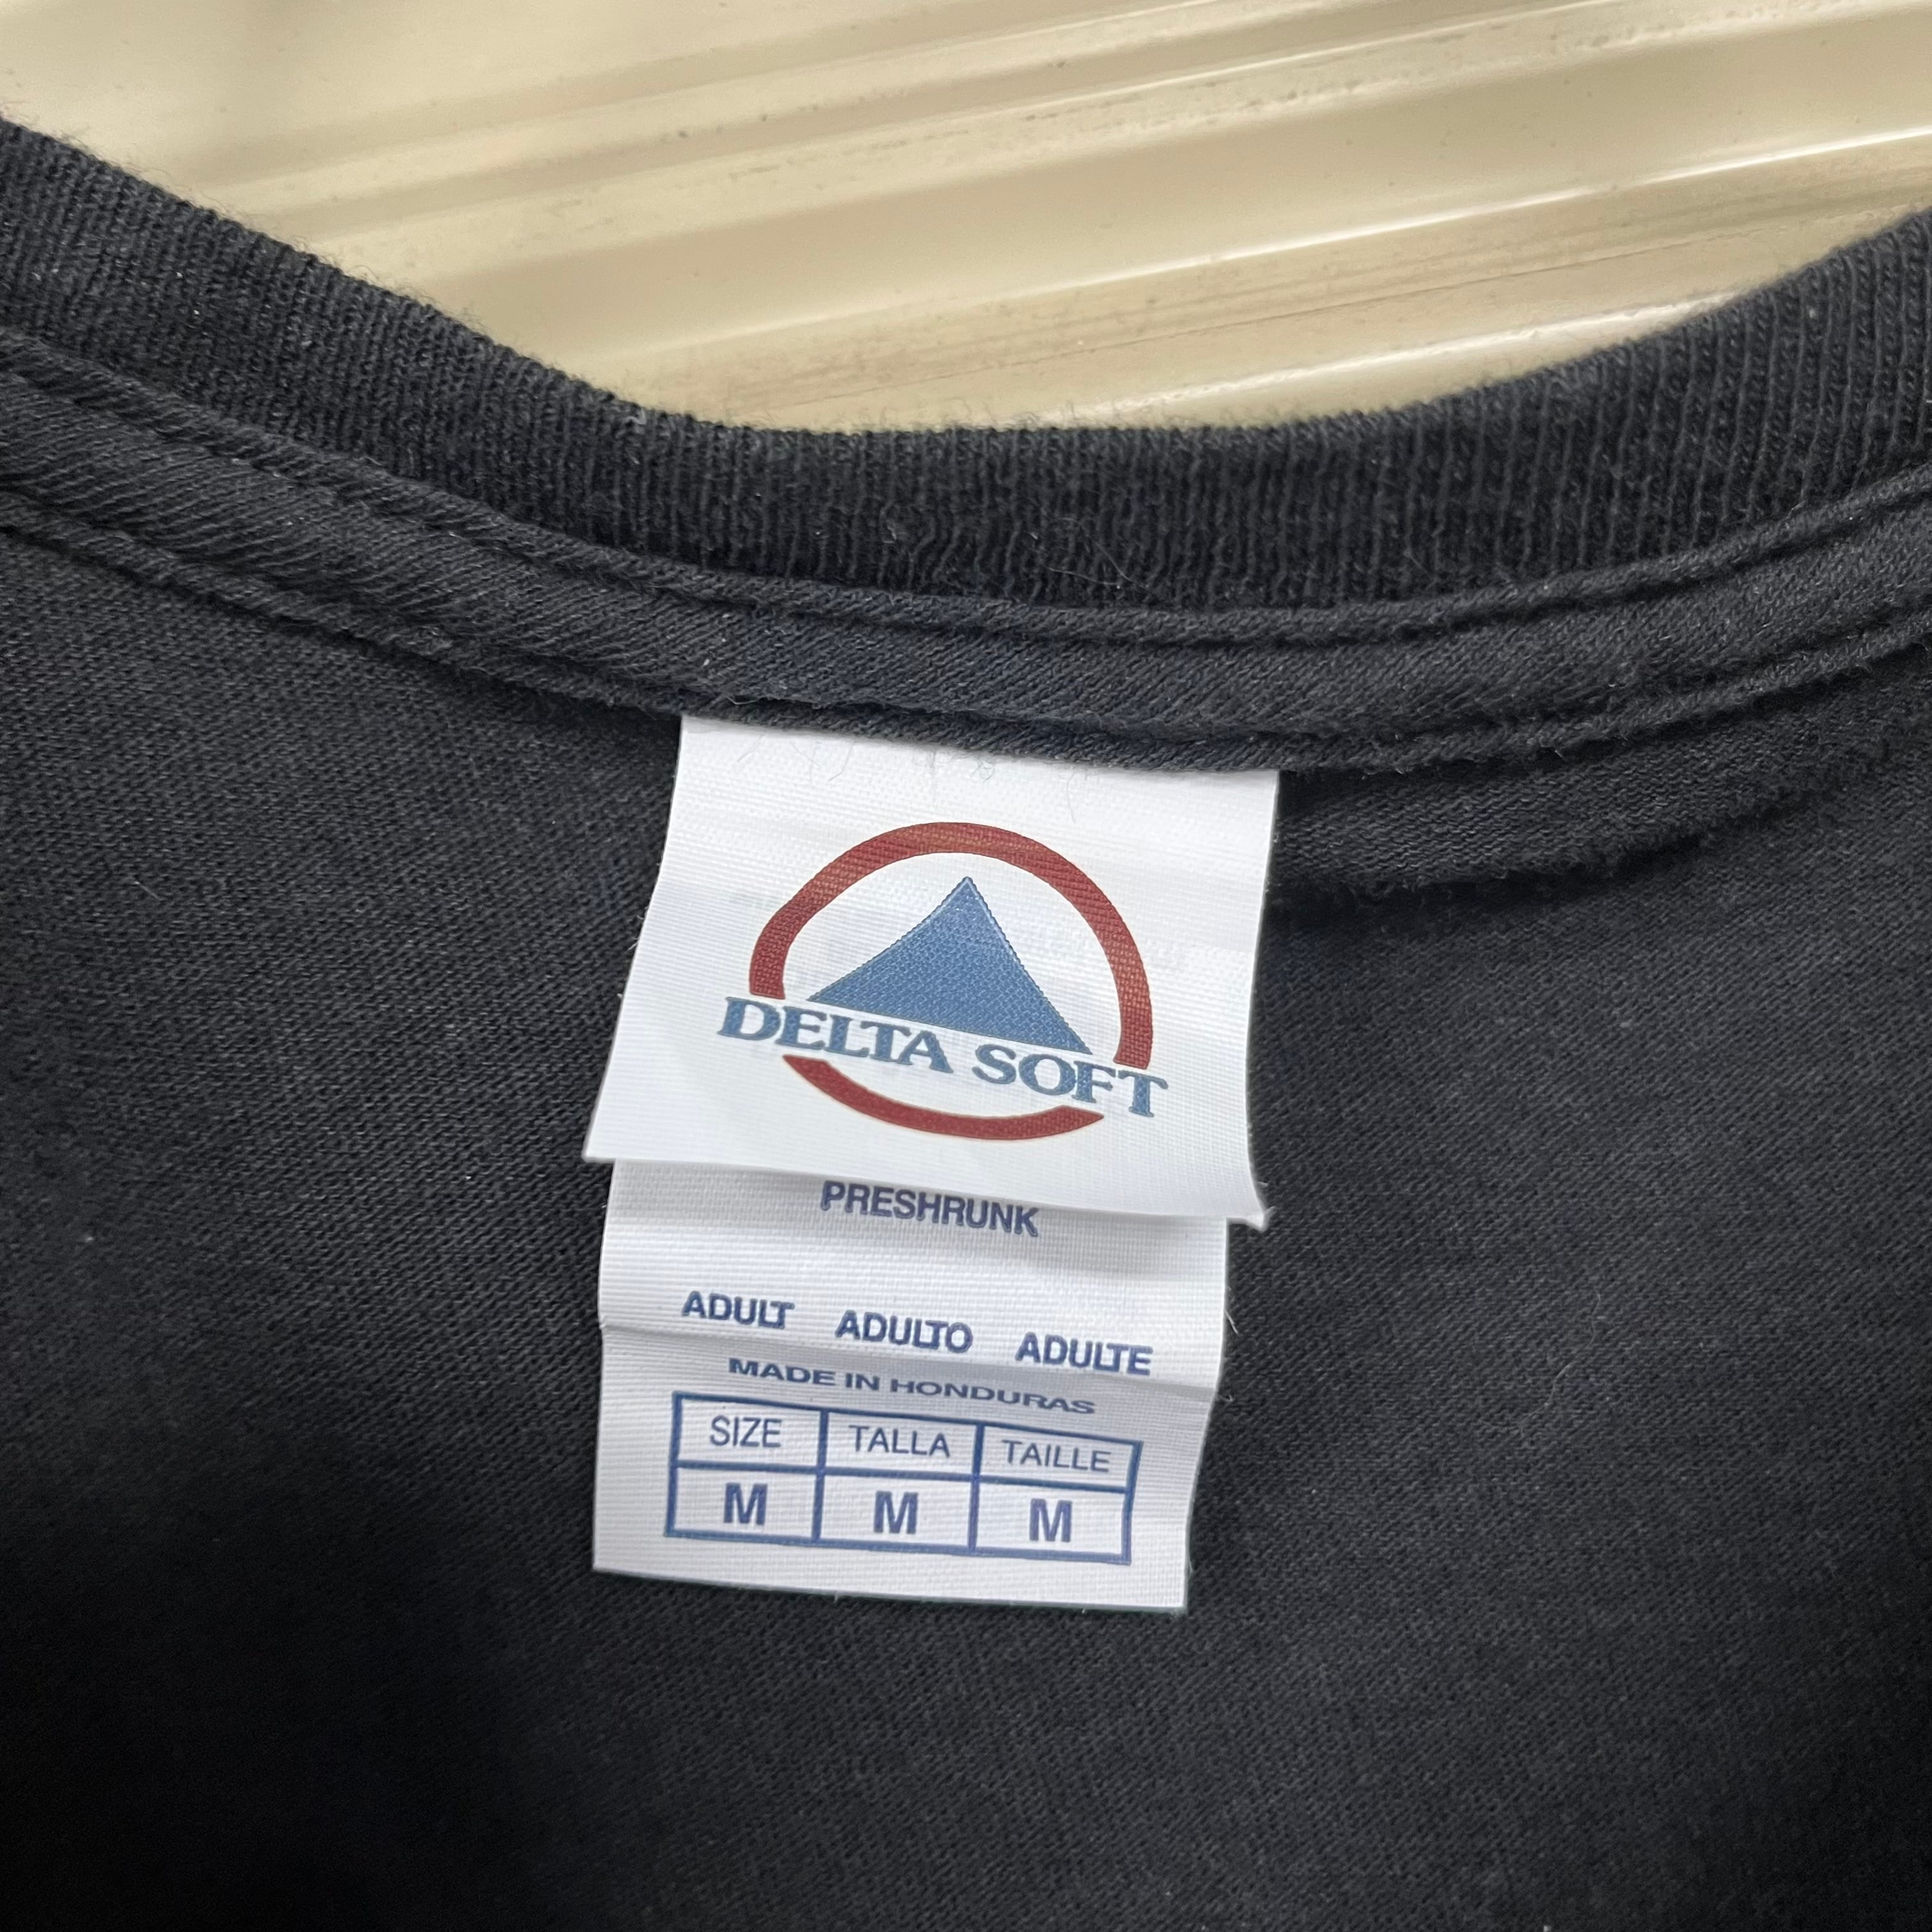 DELTA SOFT
PRESHRUNK
ADULT ADULTO ADULTE
MADE IN HONDURAS
SIZE TALLA TAILLE
M M M